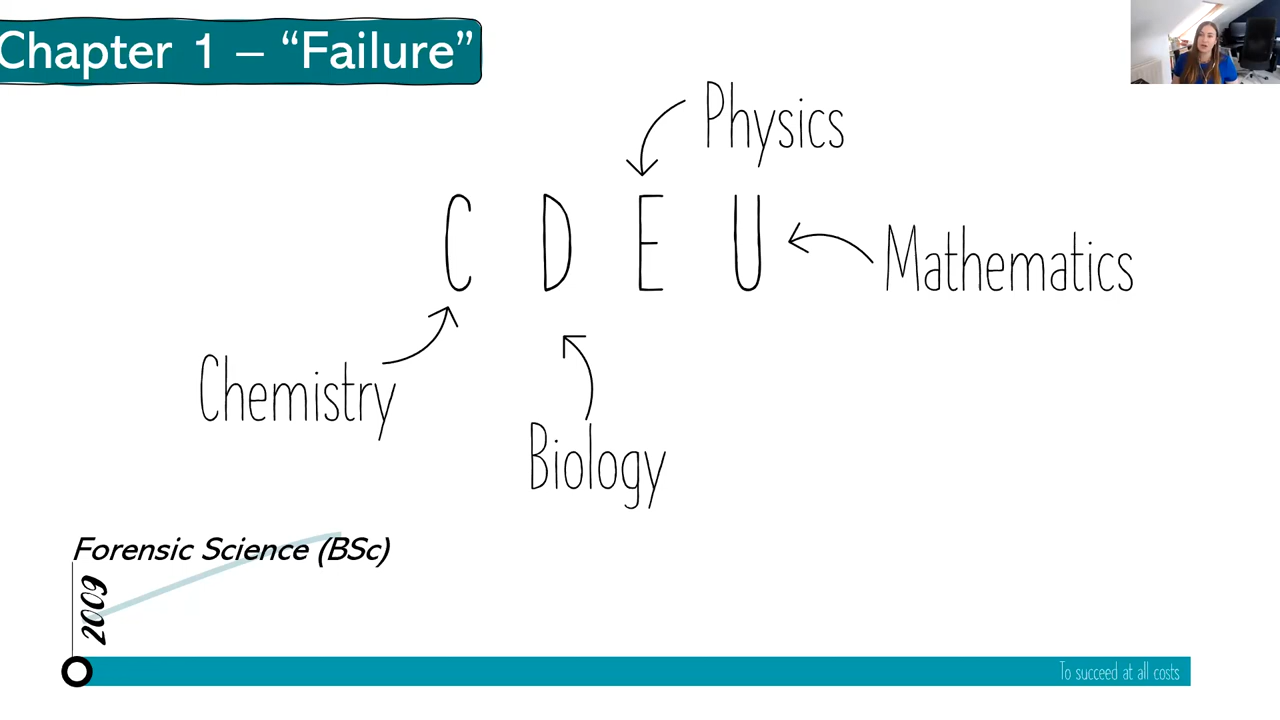 Chapter 1 – “Failure”
Physics
C D E U
Mathematics
Chemistry
Biology
Forensic Science (BSc)
2009
To succeed at all costs